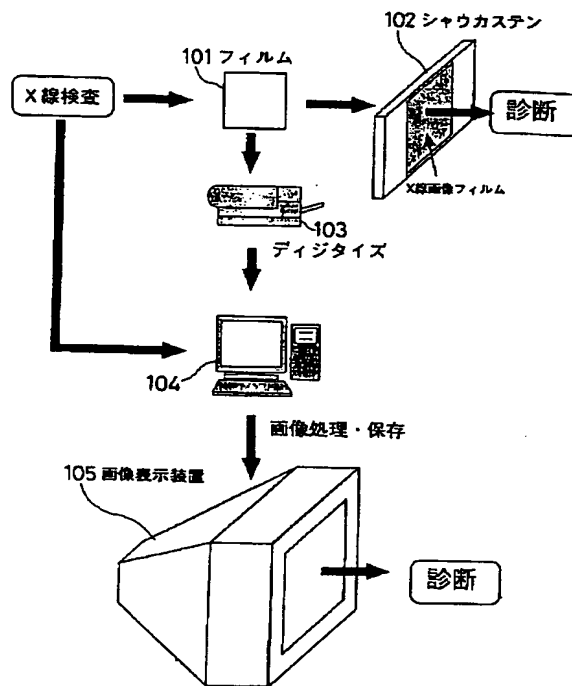 102 シャウカステン
101 フィルム
X線検査
診断
X線画像フィルム
103
ディジタイズ
104
画像処理・保存
105 画像表示装置
診断